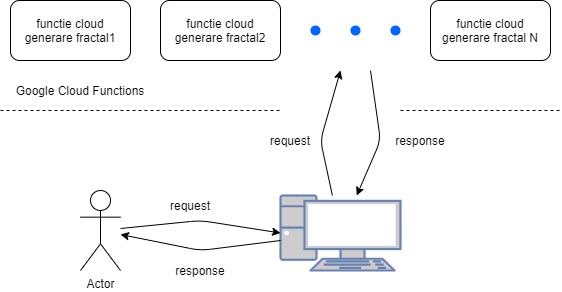 functie cloud
generare fractal1
functie cloud
generare fractal2
functie cloud
generare fractal N
Google Cloud Functions
request
response
request
response
Actor